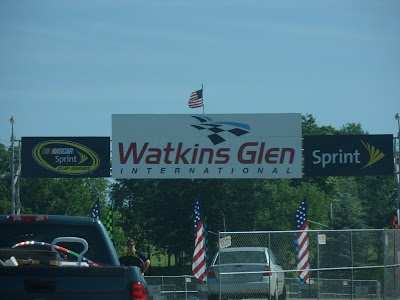 NASCAR
Sprint
CUP SERIES
Watkins Glen
INTERNATIONAL
Sprint